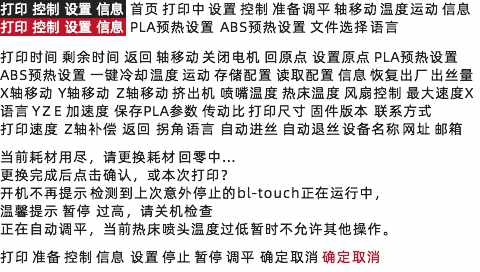 打印 控制 设置 信息 首页 打印中 设置 控制 准备调平 轴移动 温度运动 信息
打印 控制 设置 信息 PLA预热设置 ABS预热设置 文件选择 语言
打印时间 剩余时间 返回 轴移动 关闭电机 回原点 设置原点 PLA预热设置
ABS预热设置 一键冷却 温度 运动 存储配置 读取配置 信息 恢复出厂 出丝量
X轴移动 Y轴移动 Z轴移动 挤出机 喷嘴温度 热床温度 风扇控制 最大速度X
语言 Y Z E 加速度 保存PLA参数 传动比 打印尺寸 固件版本 联系方式
打印速度 Z轴补偿 返回 拐角语言 自动进丝 自动退丝 设备名称 网址 邮箱
当前耗材用尽，请更换耗材 回零中...
更换完成后点击确认，或本次打印?
开机不再提示 检测到上次意外停止的bl-touch正在运行中，
温馨提示 暂停 过高，请关机检查
正在自动调平，当前热床喷头温度过低暂时不允许其他操作。
打印 准备 控制 信息 设置 停止 暂停 调平 确定取消 确定取消